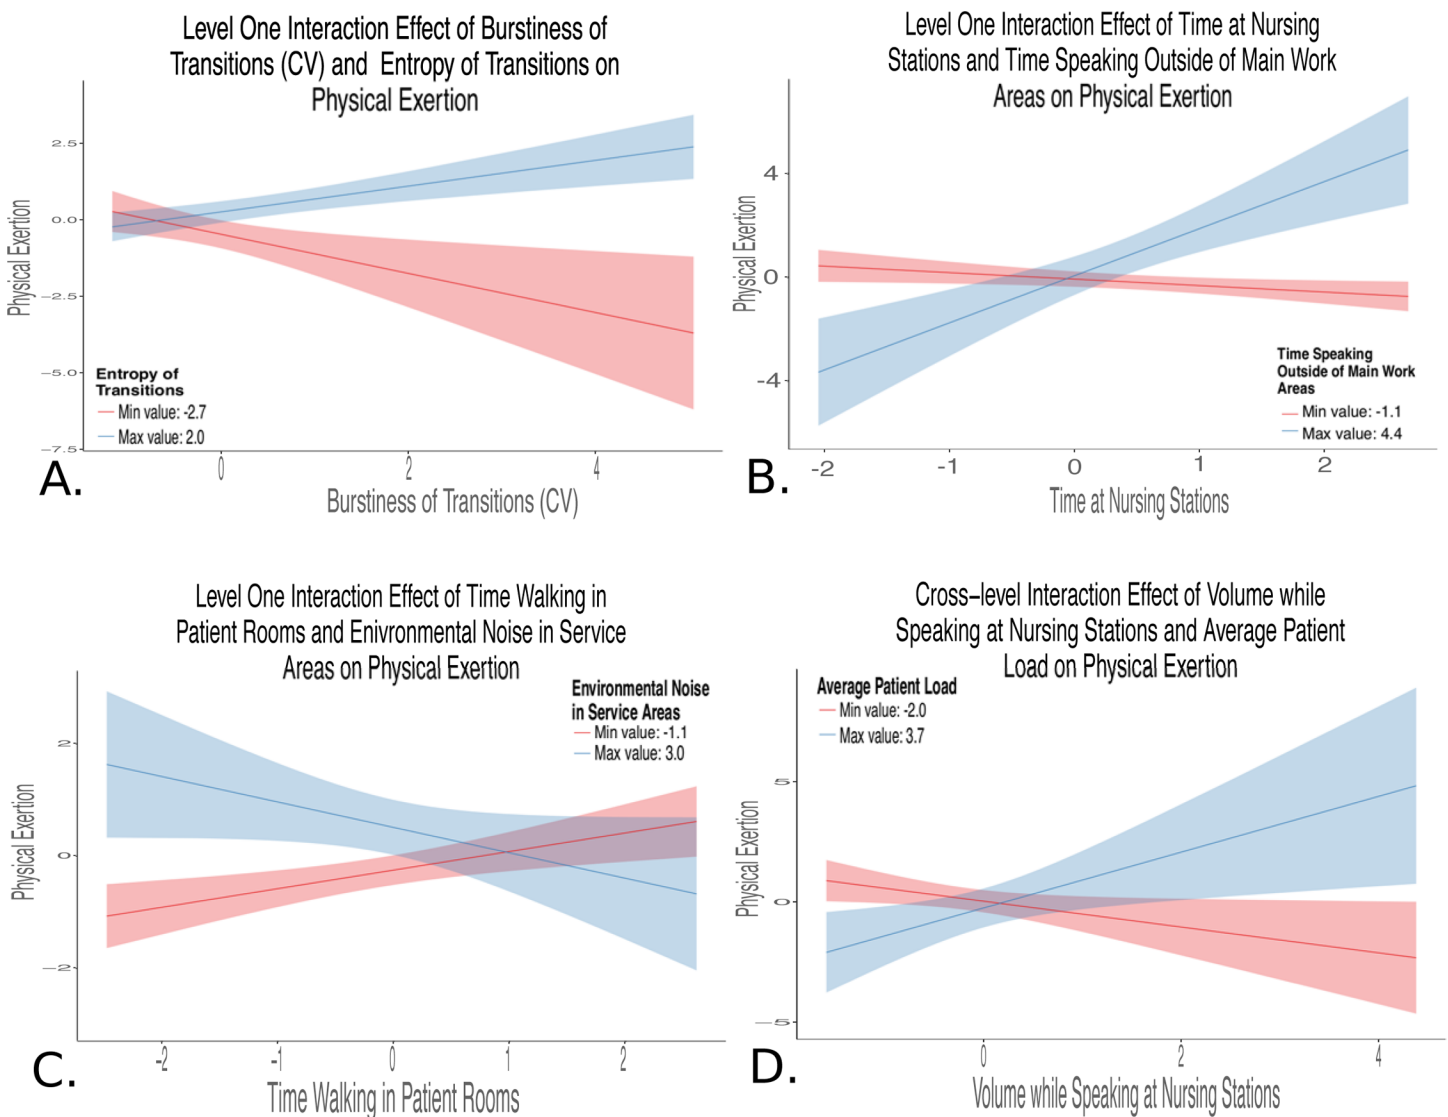 Level One Interaction Effect of Burstiness of
Transitions (CV) and Entropy of Transitions on
Physical Exertion
2.5
0.0
−2.5
−5.0
−7.5
Physical Exertion
Entropy of
Transitions
Min value: -2.7
Max value: 2.0
0
2
4
A.
Burstiness of Transitions (CV)
Level One Interaction Effect of Time at Nursing
Stations and Time Speaking Outside of Main Work
Areas on Physical Exertion
4
0
-4
Physical Exertion
Time Speaking
Outside of Main Work
Areas
Min value: -1.1
Max value: 4.4
-2
-1
0
1
2
B.
Time at Nursing Stations
Level One Interaction Effect of Time Walking in
Patient Rooms and Enivronmental Noise in Service
Areas on Physical Exertion
Environmental Noise
in Service Areas
Min value: -1.1
Max value: 3.0
2
0
−2
Physical Exertion
-2
-1
0
1
2
C.
Time Walking in Patient Rooms
Cross–level Interaction Effect of Volume while
Speaking at Nursing Stations and Average Patient
Load on Physical Exertion
Average Patient Load
Min value: -2.0
Max value: 3.7
5
0
−5
Physical Exertion
0
2
4
D.
Volume while Speaking at Nursing Stations